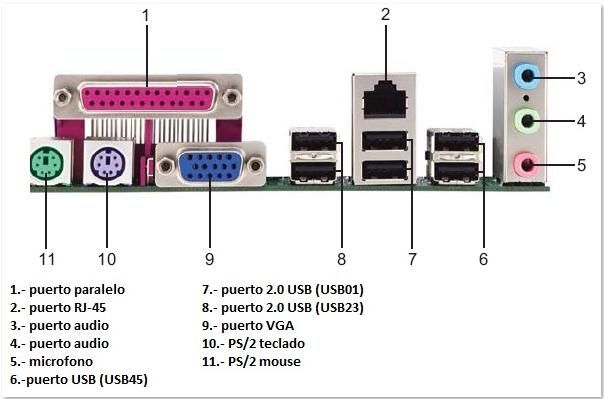 1
2
3
4
5
11
10
9
8
7
6
1.- puerto paralelo
2.- puerto RJ-45
3.- puerto audio
4.- puerto audio
5.- microfono
6.-puerto USB (USB45)
7.- puerto 2.0 USB (USB01)
8.- puerto 2.0 USB (USB23)
9.- puerto VGA
10.- PS/2 teclado
11.- PS/2 mouse